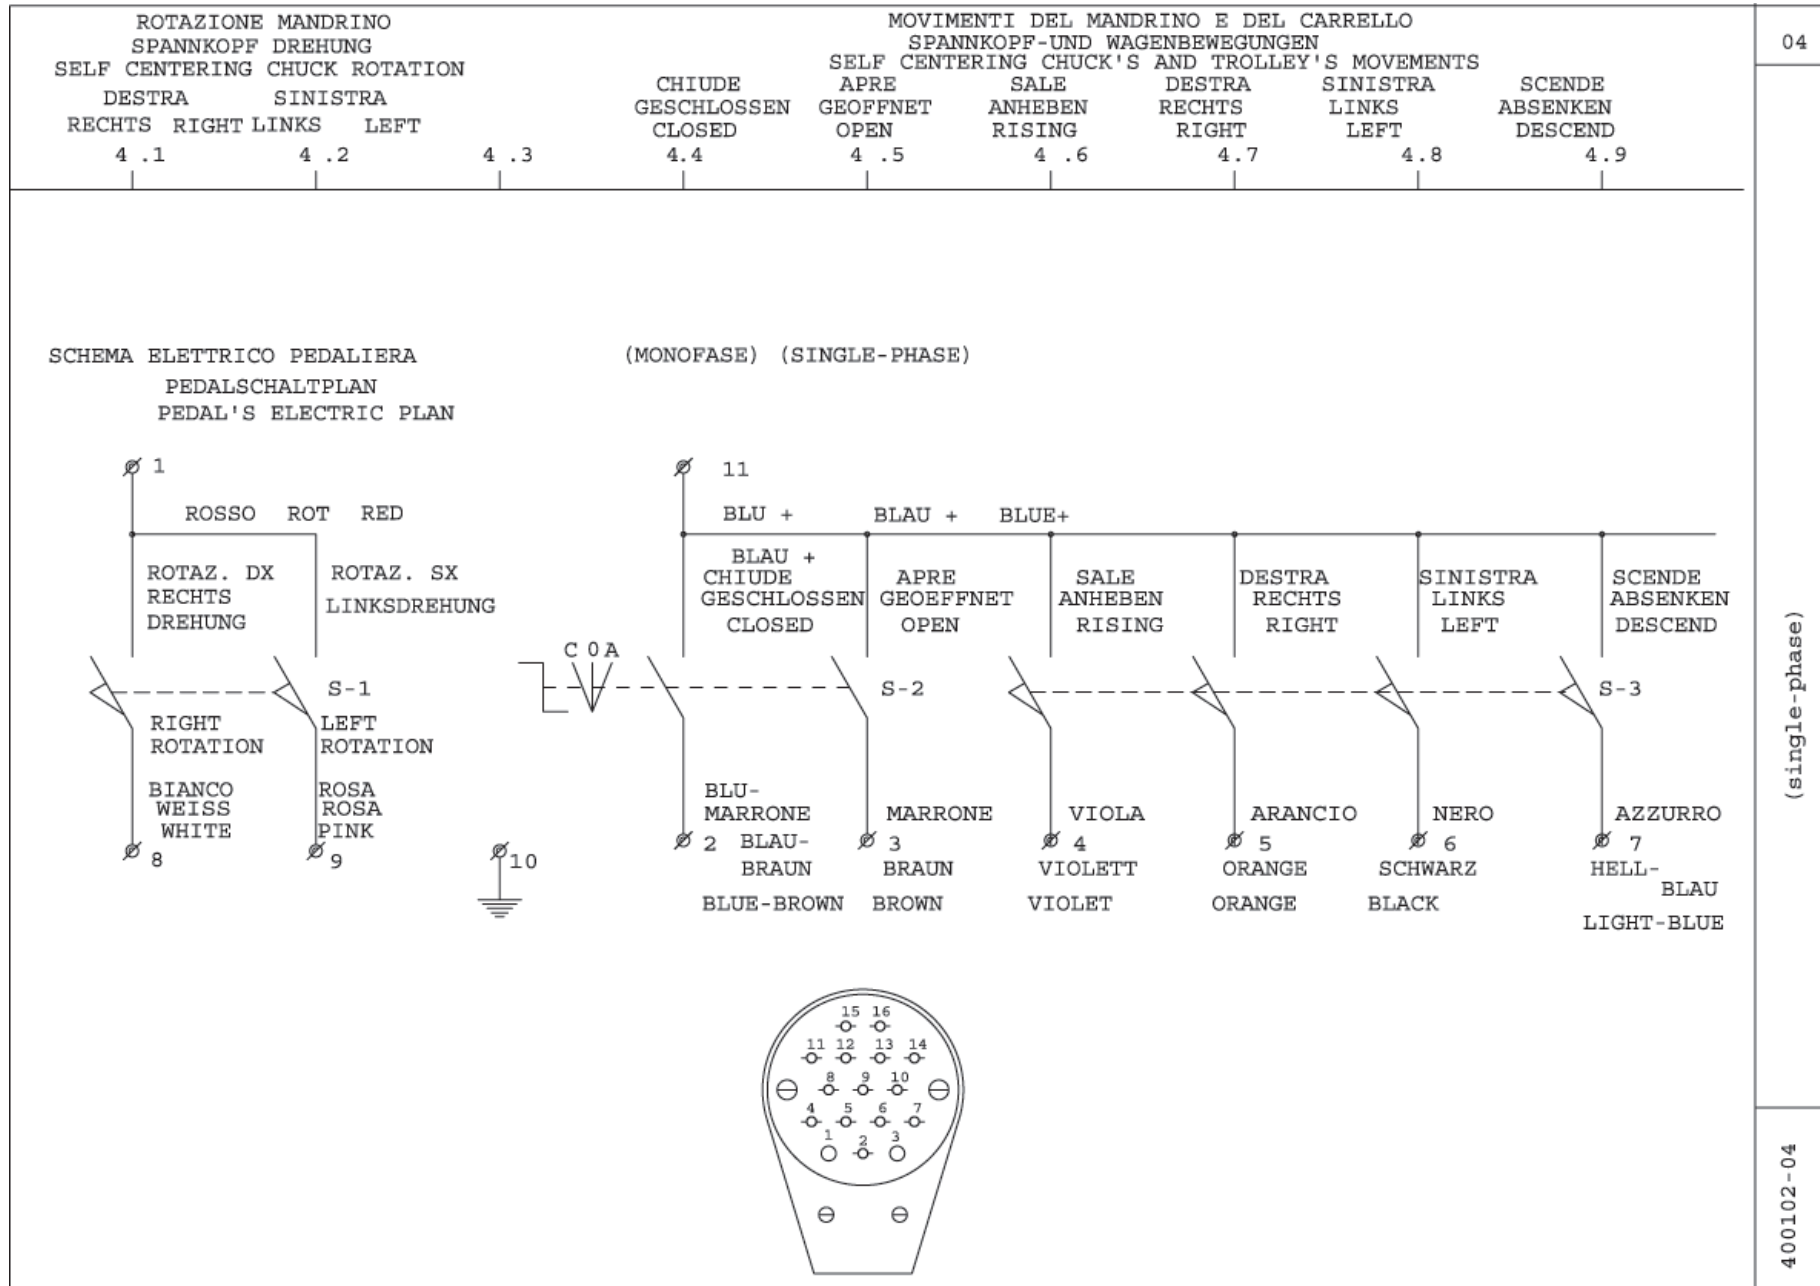 ROTAZIONE MANDRINO
SPANNKOPF DREHUNG
SELF CENTERING CHUCK ROTATION
DESTRA SINISTRA
RECHTS RIGHT LINKS LEFT
MOVIMENTI DEL MANDRINO E DEL CARRELLO
SPANNKOPF-UND WAGENBEWEGUNGEN
SELF CENTERING CHUCK'S AND TROLLEY'S MOVEMENTS
CHIUDE APRE SALE DESTRA SINISTRA SCENDE
GESCHLOSSEN GEOFFNET ANHEBEN RECHTS LINKS ABSENKEN
CLOSED OPEN RISING RIGHT LEFT DESCEND
4 .1 4 .2 4 .3 4.4 4 .5 4 .6 4.7 4.8 4.9
04
SCHEMA ELETTRICO PEDALIERA (MONOFASE) (SINGLE-PHASE)
PEDALSCHALTPLAN
PEDAL'S ELECTRIC PLAN
1 11
ROSSO ROT RED BLU + BLAU + BLUE+
BLAU +
ROTAZ. DX ROTAZ. SX CHIUDE APRE SALE DESTRA SINISTRA SCENDE
RECHTS LINKSDREHUNG GESCHLOSSEN GEOEFFNET ANHEBEN RECHTS LINKS ABSENKEN
DREHUNG CLOSED OPEN RISING RIGHT LEFT DESCEND
C 0 A
S-1 S-2 S-3
RIGHT LEFT
ROTATION ROTATION
BIANCO ROSA BLU-
WEISS ROSA MARRONE MARRONE VIOLA ARANCIO NERO AZZURRO
WHITE PINK 2 BLAU- 3 4 5 6 7
8 9 10 BRAUN BRAUN VIOLETT ORANGE SCHWARZ HELL-
BLAU
BLUE-BROWN BROWN VIOLET ORANGE BLACK
LIGHT-BLUE
15 16
11 12 13 14
8 9 10
4 5 6 7
1 2 3
(single-phase)
400102-04